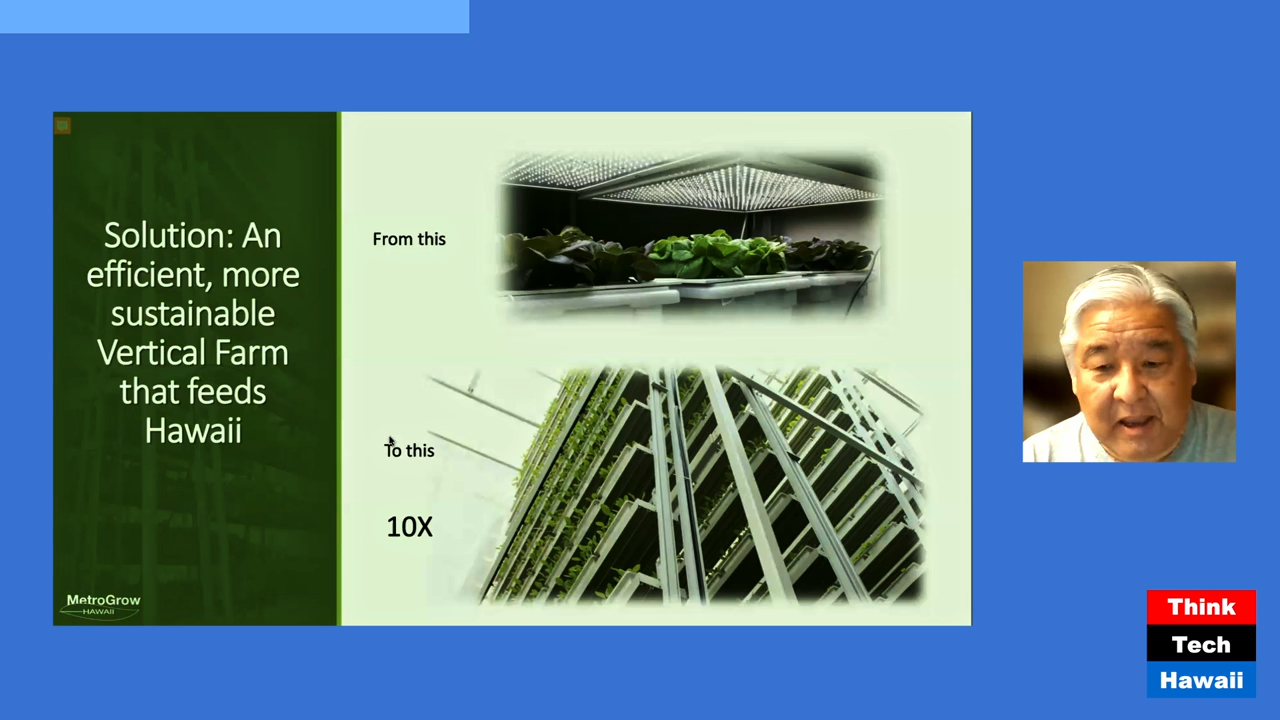 Solution: An
efficient, more
sustainable
Vertical Farm
that feeds
Hawaii
MetroGrow
HAWAII
From this
To this
10X
Think
Tech
Hawaii